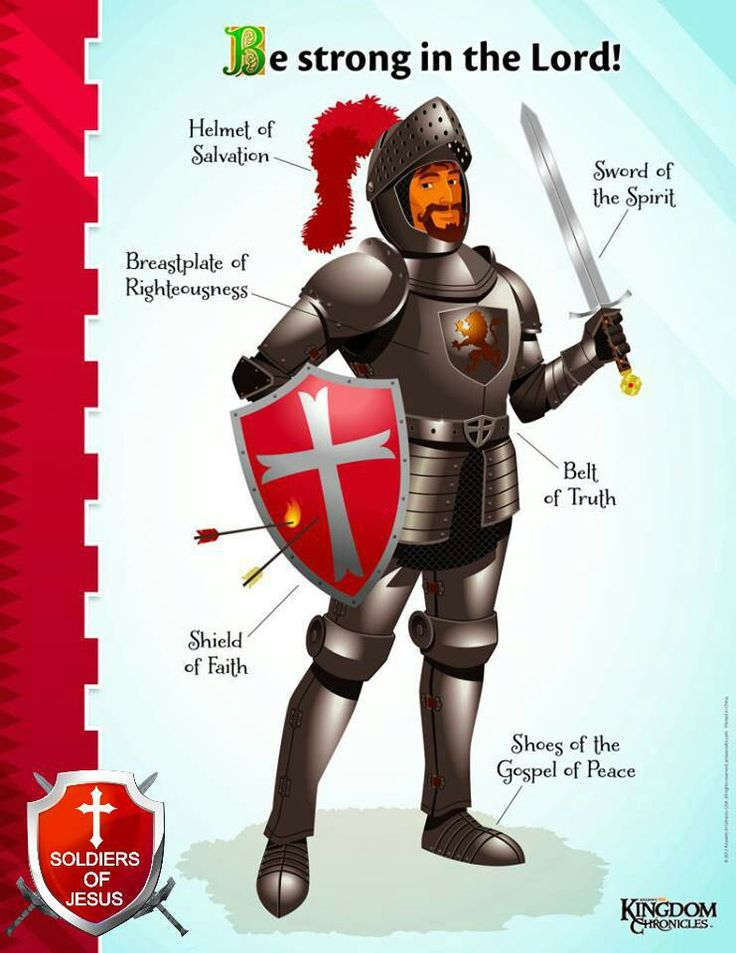 Be strong in the Lord!
Helmet of
Salvation
Sword of
the Spirit
Breastplate of
Righteousness
Belt
of Truth
Shield
of Faith
Shoes of the
Gospel of Peace
SOLDIERS
OF
JESUS
KINGDOM
CHRONICLES